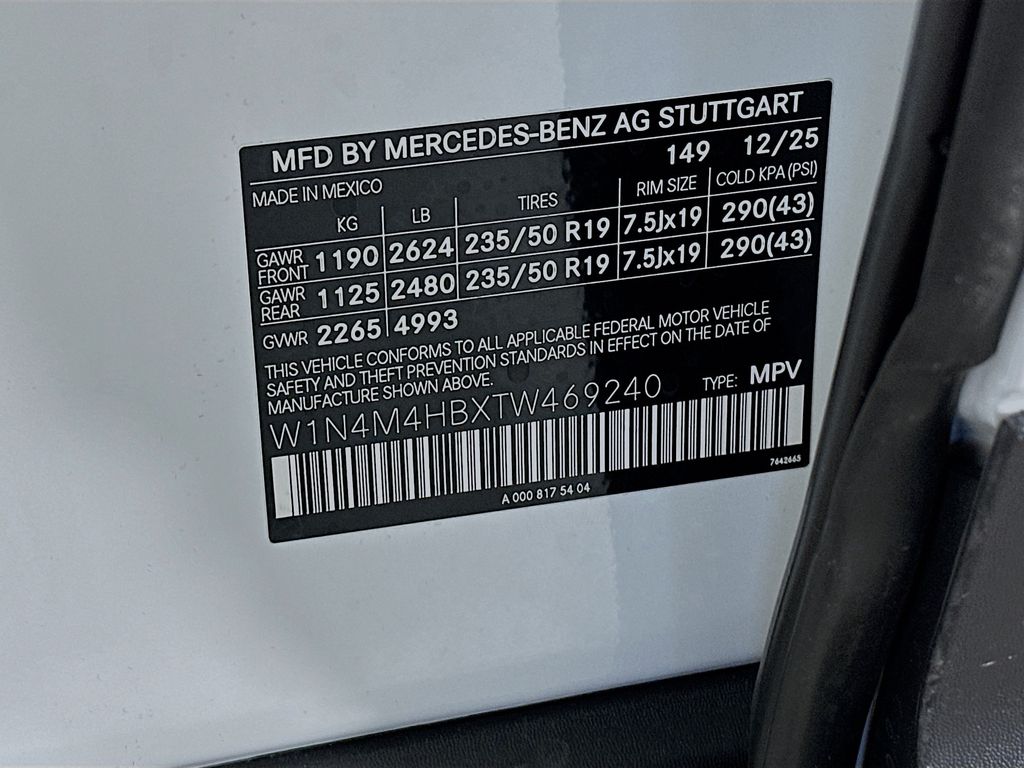 MFD BY MERCEDES-BENZ AG STUTTGART
MADE IN MEXICO 149 12/25
KG LB TIRES RIM SIZE COLD KPA (PSI)
GAWR FRONT 1190 2624 235/50 R19 7.5Jx19 290(43)
GAWR REAR 1125 2480 235/50 R19 7.5Jx19 290(43)
GVWR 2265 4993
THIS VEHICLE CONFORMS TO ALL APPLICABLE FEDERAL MOTOR VEHICLE
SAFETY AND THEFT PREVENTION STANDARDS IN EFFECT ON THE DATE OF
MANUFACTURE SHOWN ABOVE.
W1N4M4HBXTW469240 TYPE: MPV
7642665
A 000 817 54 04